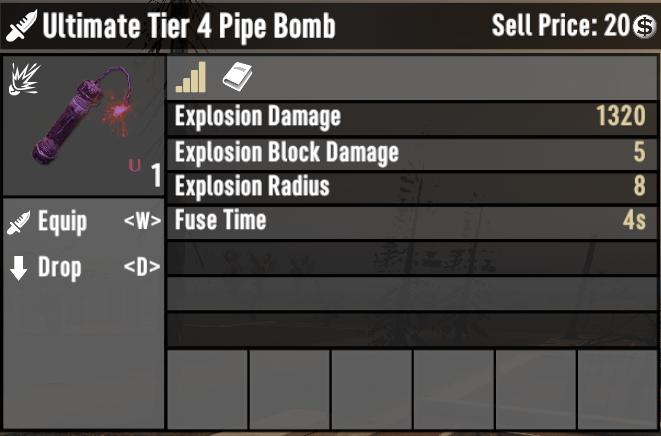 Ultimate Tier 4 Pipe Bomb Sell Price: 20
U 1
Explosion Damage 1320
Explosion Block Damage 5
Explosion Radius 8
Fuse Time 4s
Equip <W>
Drop <D>